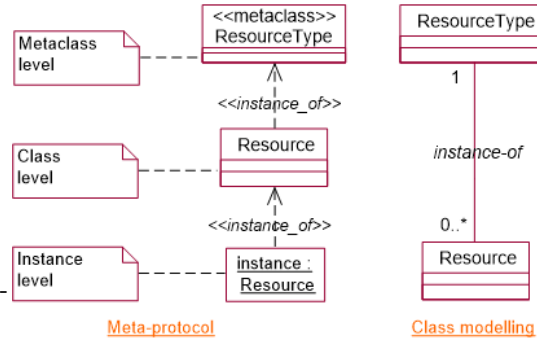 <<metaclass>>
ResourceType
Metaclass
level
<<instance_of>>
Resource
Class
level
<<instance_of>>
Instance
level
instance :
Resource
Meta-protocol
ResourceType
1
instance-of
0..*
Resource
Class modelling